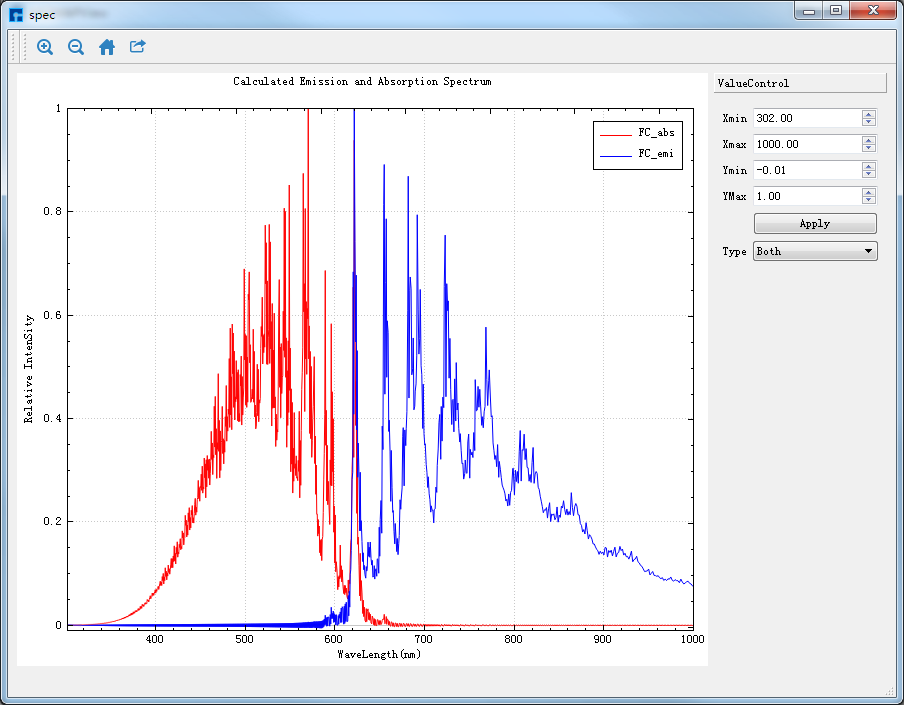 spec
Calculated Emission and Absorption Spectrum
ValueControl
Xmin 302.00
Xmax 1000.00
Ymin -0.01
YMax 1.00
Apply
Type Both
FC_abs
FC_emi
1
0.8
0.6
0.4
0.2
0
Relative IntenSity
400 500 600 700 800 900 1000
WaveLength(nm)